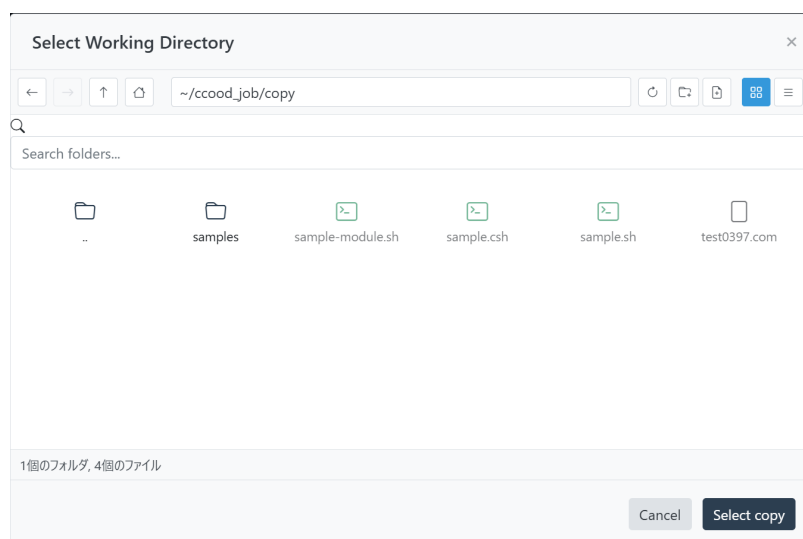 Select Working Directory
~/ccood_job/copy
Search folders...
..
samples
sample-module.sh
sample.csh
sample.sh
test0397.com
1個のフォルダ, 4個のファイル
Cancel
Select copy